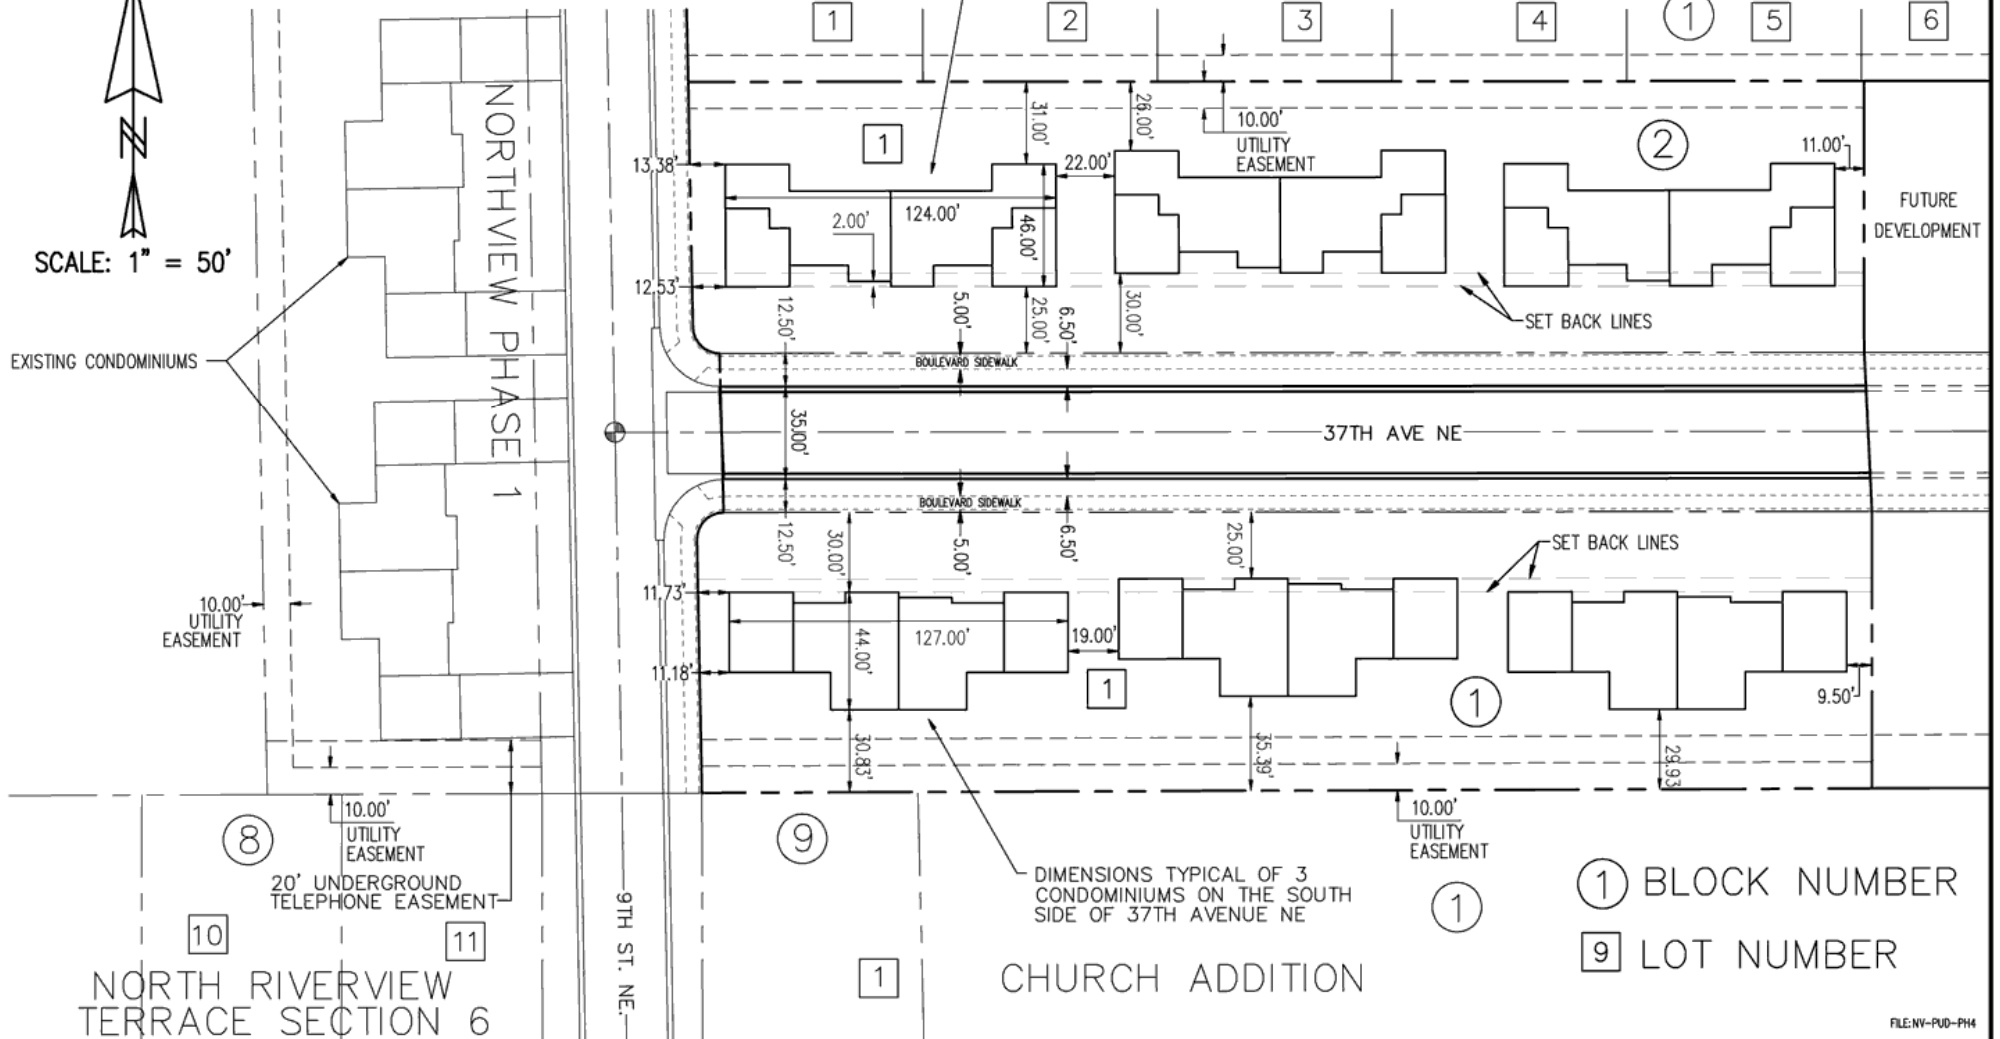 1
2
3
4
1
5
6
N
SCALE: 1" = 50'
EXISTING CONDOMINIUMS
NORTHVIEW PHASE 1
10.00'
UTILITY
EASEMENT
10.00'
UTILITY
EASEMENT
20' UNDERGROUND
TELEPHONE EASEMENT
8
10
11
NORTH RIVERVIEW
TERRACE SECTION 6
9TH ST. NE.
13.38'
12.53'
1
124.00'
2.00'
46.00'
31.00'
22.00'
26.00'
10.00'
UTILITY
EASEMENT
2
11.00'
FUTURE
DEVELOPMENT
12.50'
5.00'
25.00'
6.50'
30.00'
SET BACK LINES
BOULEVARD SIDEWALK
35.00'
37TH AVE NE
BOULEVARD SIDEWALK
12.50'
30.00'
5.00'
6.50'
25.00'
SET BACK LINES
11.73'
11.18'
127.00'
44.00'
19.00'
1
1
9.50'
30.83'
35.39'
29.93
10.00'
UTILITY
EASEMENT
9
DIMENSIONS TYPICAL OF 3
CONDOMINIUMS ON THE SOUTH
SIDE OF 37TH AVENUE NE
1
1
CHURCH ADDITION
1 BLOCK NUMBER
9 LOT NUMBER
FILE:NV-PUD-PH4